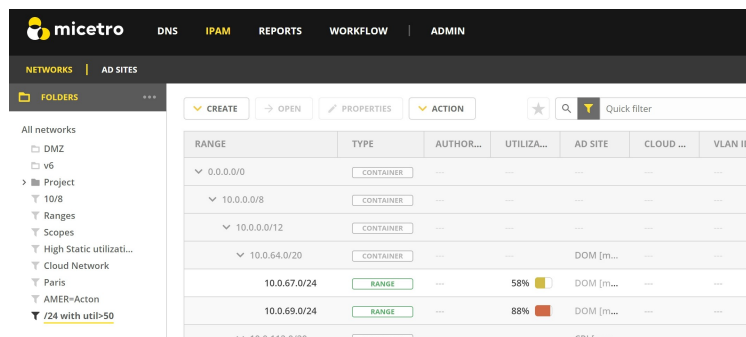 micetro
DNS IPAM REPORTS WORKFLOW | ADMIN
NETWORKS | AD SITES
FOLDERS
CREATE OPEN PROPERTIES ACTION Quick filter
All networks
DMZ
v6
Project
10/8
Ranges
Scopes
High Static utilizati...
Cloud Network
Paris
AMER=Acton
/24 with util>50
RANGE TYPE AUTHOR... UTILIZA... AD SITE CLOUD ... VLAN I
0.0.0.0/0 CONTAINER --- --- --- --- ---
10.0.0.0/8 CONTAINER --- --- --- --- ---
10.0.0.0/12 CONTAINER --- --- --- --- ---
10.0.64.0/20 CONTAINER --- --- DOM [m... --- ---
10.0.67.0/24 RANGE --- 58% DOM [m... --- ---
10.0.69.0/24 RANGE --- 88% DOM [m... --- ---